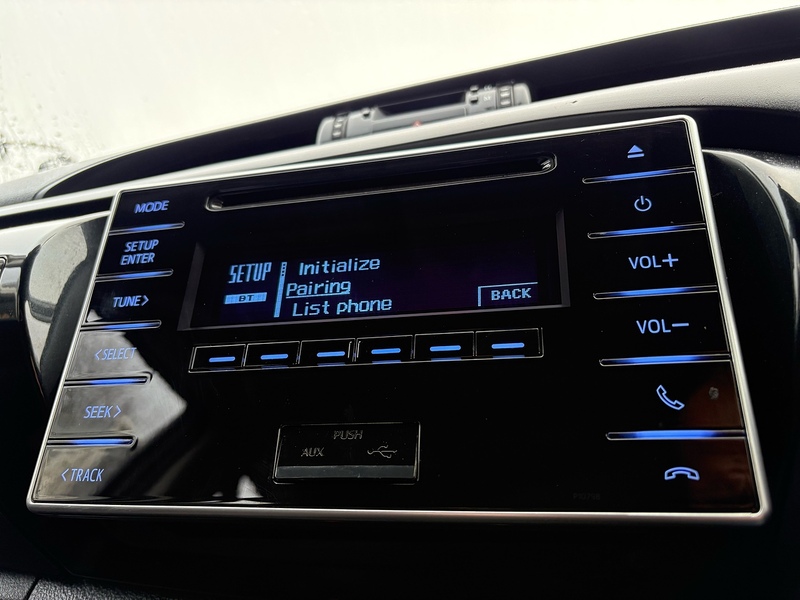 MODE
SETUP
ENTER
TUNE>
<SELECT
SEEK>
<TRACK
SETUP
BT
Initialize
Pairing
List phone
BACK
PUSH
AUX
VOL+
VOL-